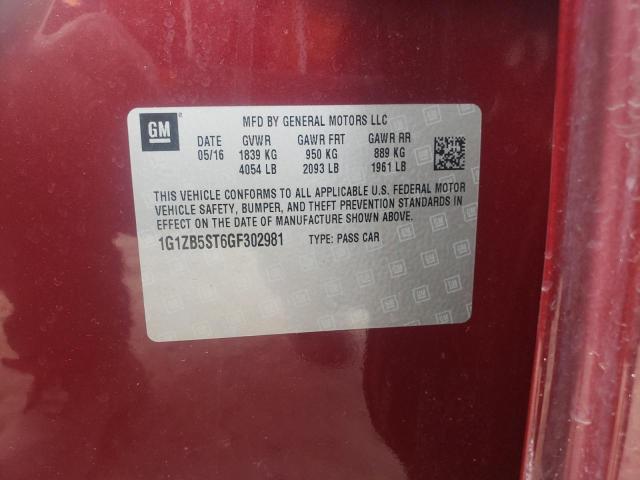 GM
MFD BY GENERAL MOTORS LLC
DATE GVWR GAWR FRT GAWR RR
05/16 1839 KG 950 KG 889 KG
4054 LB 2093 LB 1961 LB
THIS VEHICLE CONFORMS TO ALL APPLICABLE U.S. FEDERAL MOTOR
VEHICLE SAFETY, BUMPER, AND THEFT PREVENTION STANDARDS IN
EFFECT ON THE DATE OF MANUFACTURE SHOWN ABOVE.
1G1ZB5ST6GF302981 TYPE: PASS CAR